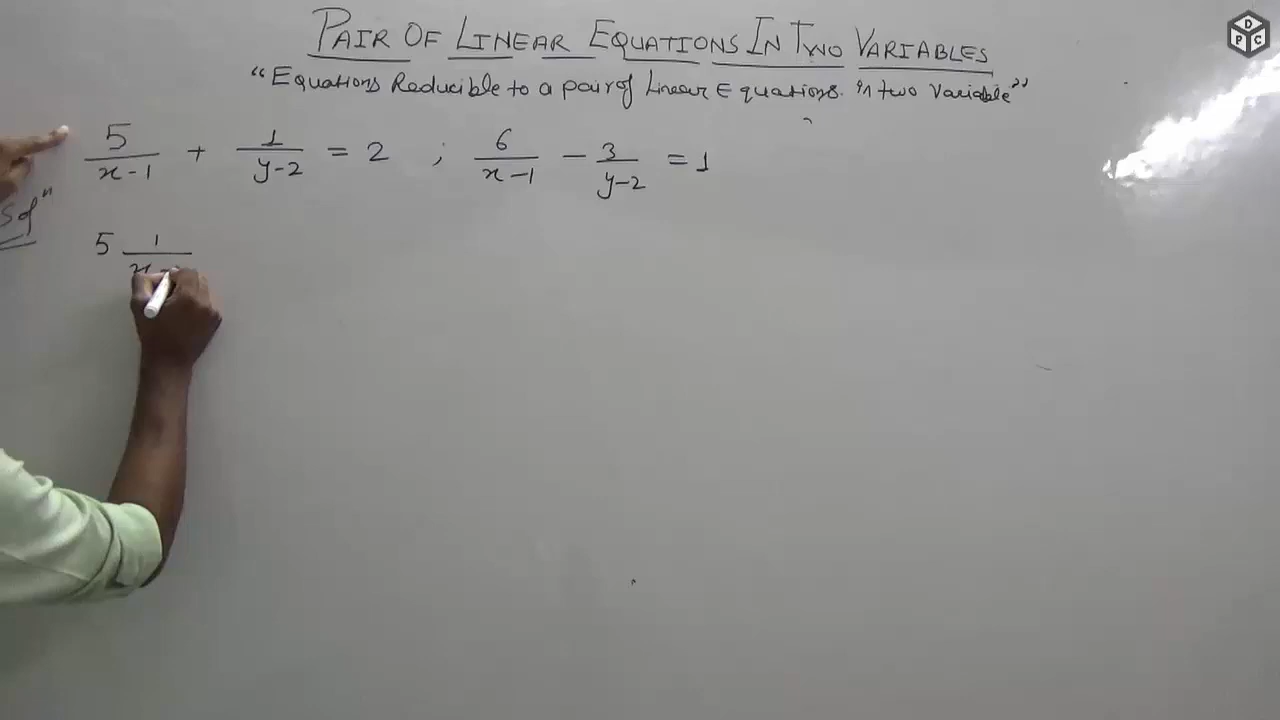 PAIR OF LINEAR EQUATIONS IN TWO VARIABLES
"Equations Reducible to a pair of Linear Equations in two Variable"
5/(x-1) + 1/(y-2) = 2 ; 6/(x-1) - 3/(y-2) = 1
Solⁿ
5 1/(x-
D
P C